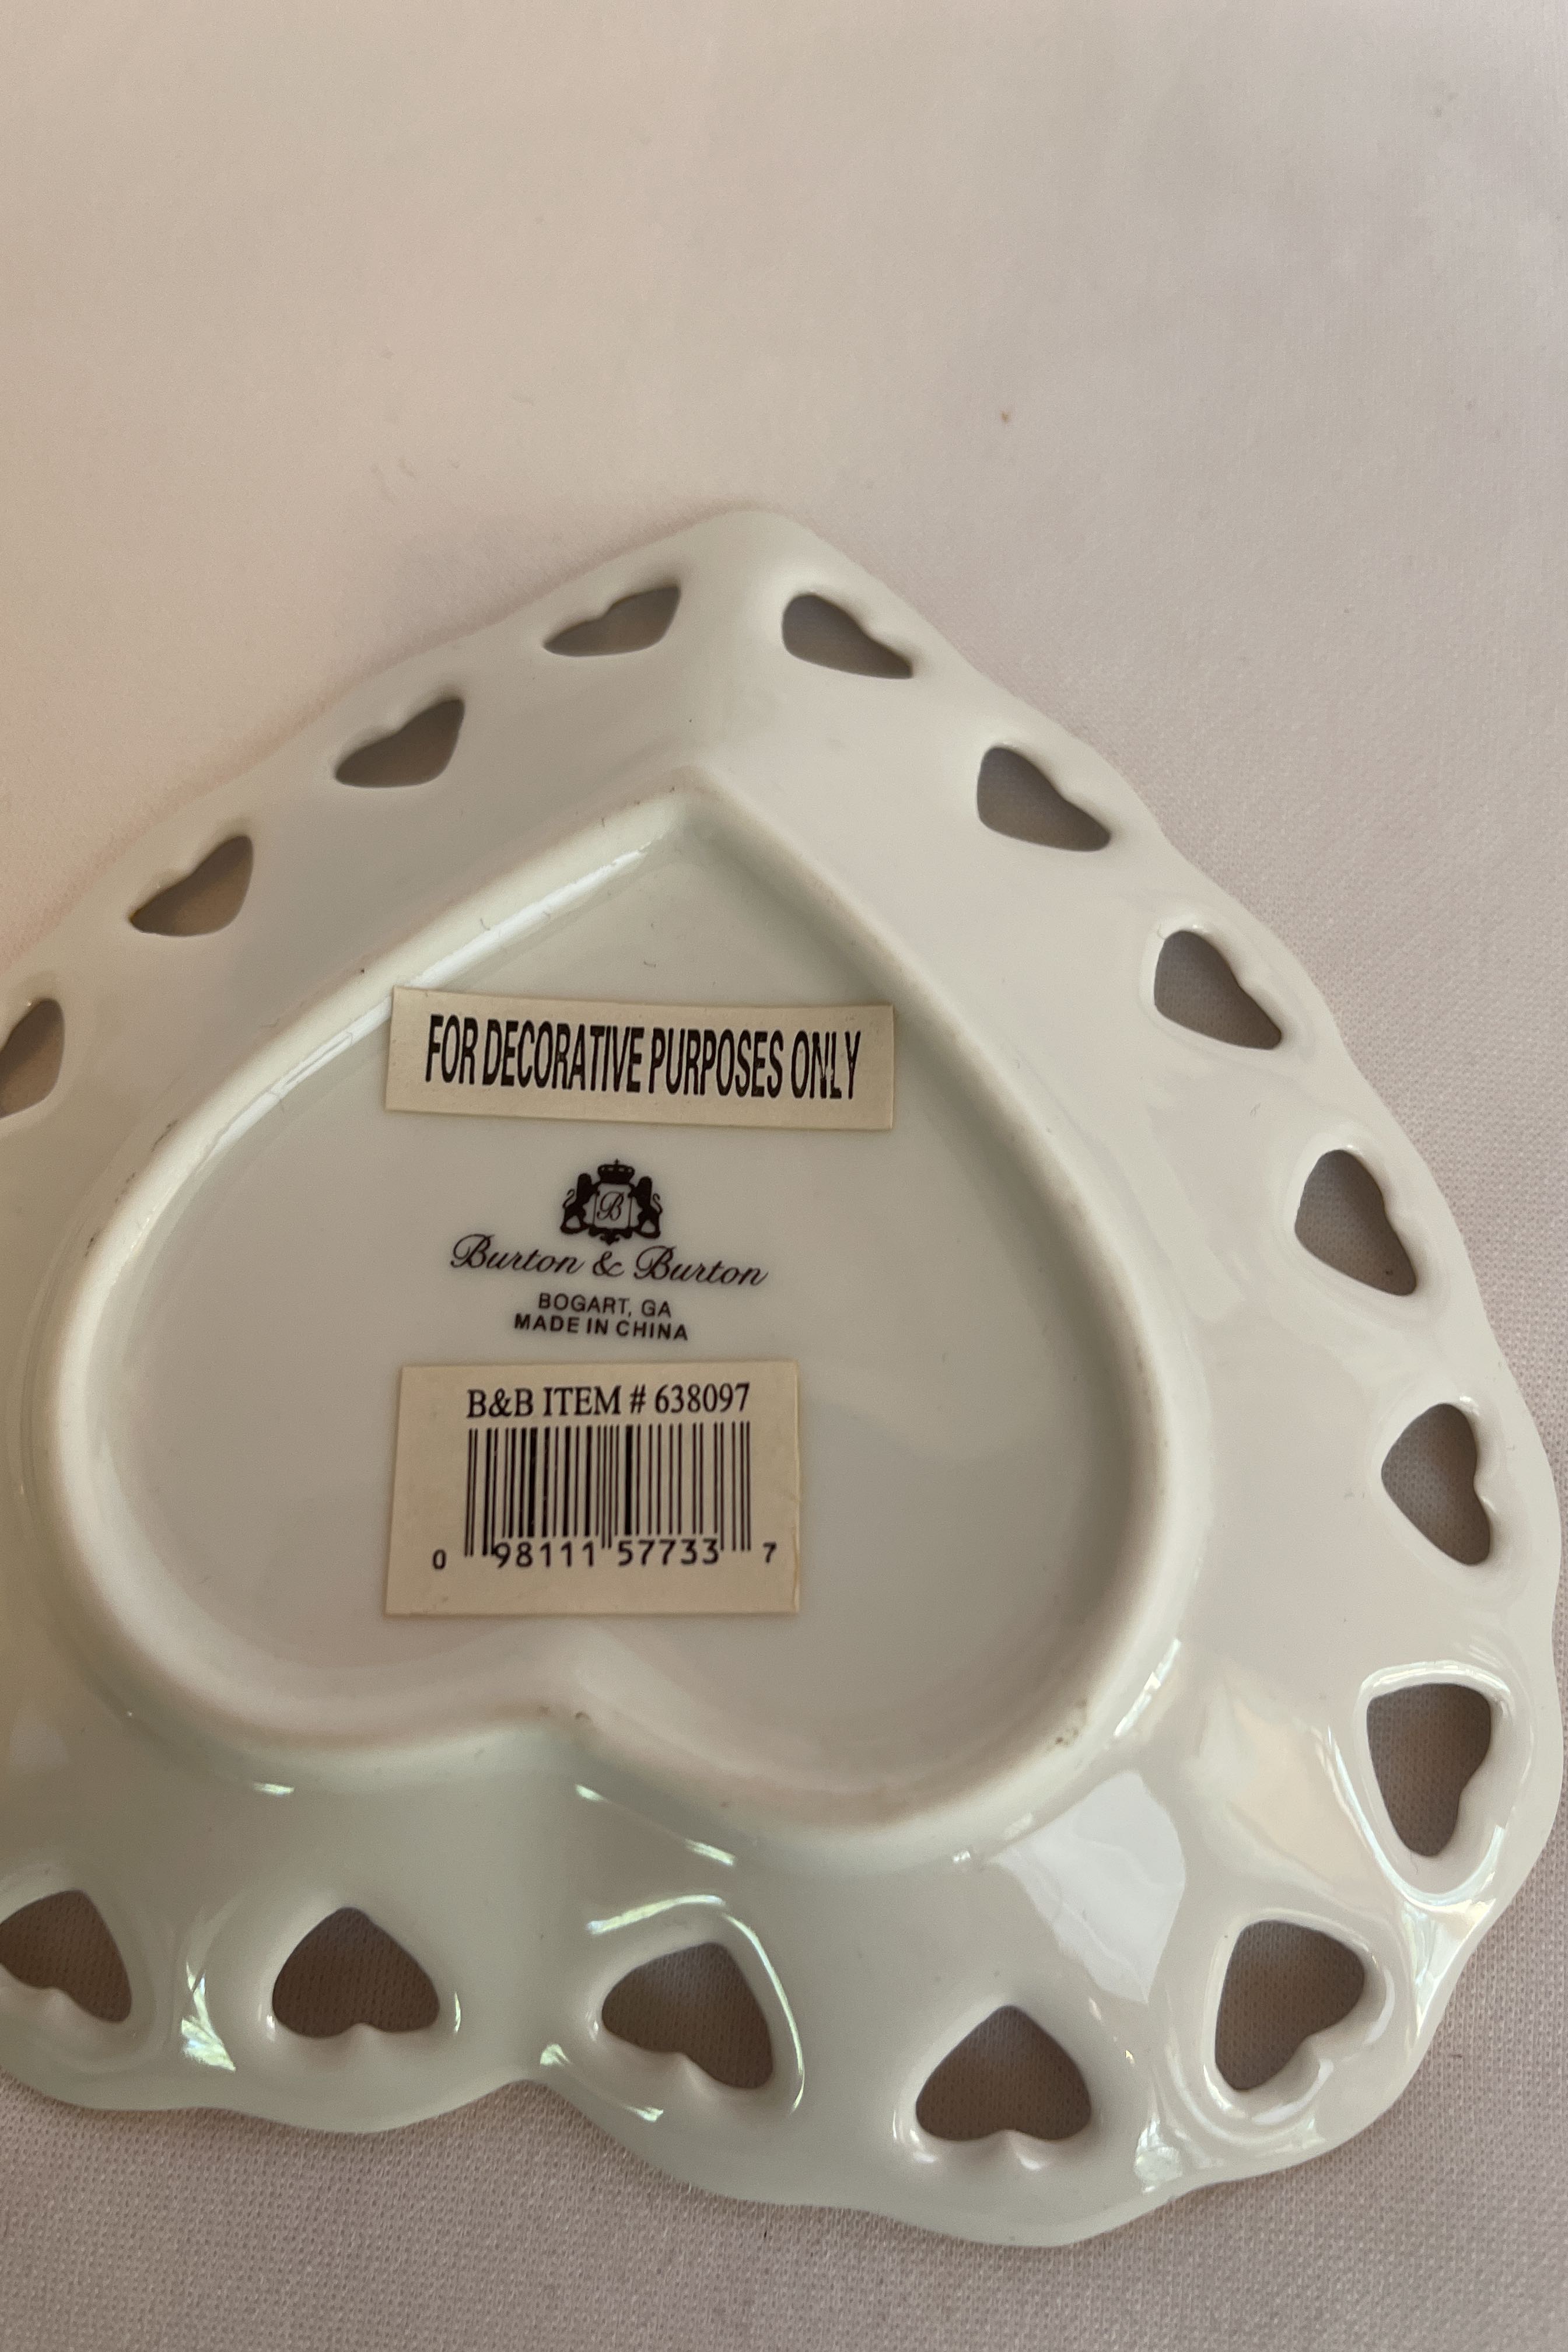 FOR DECORATIVE PURPOSES ONLY
B
Burton & Burton
BOGART, GA
MADE IN CHINA
B&B ITEM # 638097
0 98111 57733 7